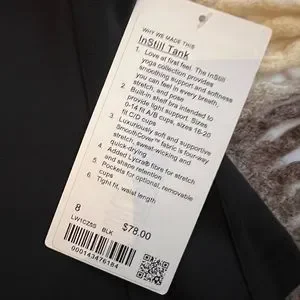 WHY WE MADE THIS
InStill Tank
1. Love at first feel. The InStill
yoga collection provides
smoothing support and softness
you can feel in every breath,
stretch, and pose
2. Built-in shelf bra intended to
provide light support. Sizes
0-14 fit A/B cups, sizes 16-20
fit C/D cups
3. Luxuriously soft and supportive
SmoothCover™ fabric is four-way
stretch, sweat-wicking and
quick-drying
4. Added Lycra® fibre for stretch
and shape retention
5. Pockets for optional, removable
cups
6. Tight fit, waist length
8
LW1CZ5S BLK $78.00
000143476184